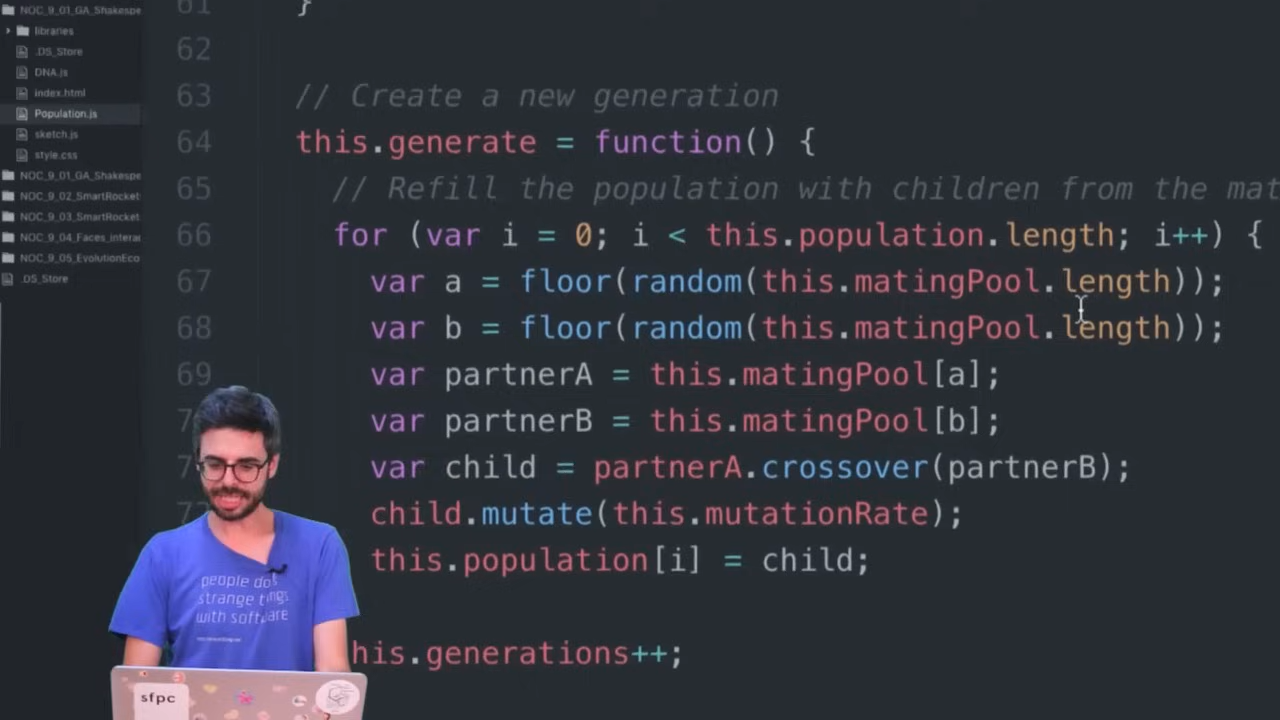 NOC_9_01_GA_Shakespe
libraries
.DS_Store
DNA.js
index.html
Population.js
sketch.js
style.css
NOC_9_01_GA_Shakespe
NOC_9_02_SmartRocket
NOC_9_03_SmartRocket
NOC_9_04_Faces_interac
NOC_9_05_EvolutionEco
.DS_Store
61 }
62
63 // Create a new generation
64 this.generate = function() {
65 // Refill the population with children from the mat
66 for (var i = 0; i < this.population.length; i++) {
67 var a = floor(random(this.matingPool.length));
68 var b = floor(random(this.matingPool.length));
69 var partnerA = this.matingPool[a];
var partnerB = this.matingPool[b];
var child = partnerA.crossover(partnerB);
child.mutate(this.mutationRate);
this.population[i] = child;
his.generations++;
people do
strange things
with software
sfpc